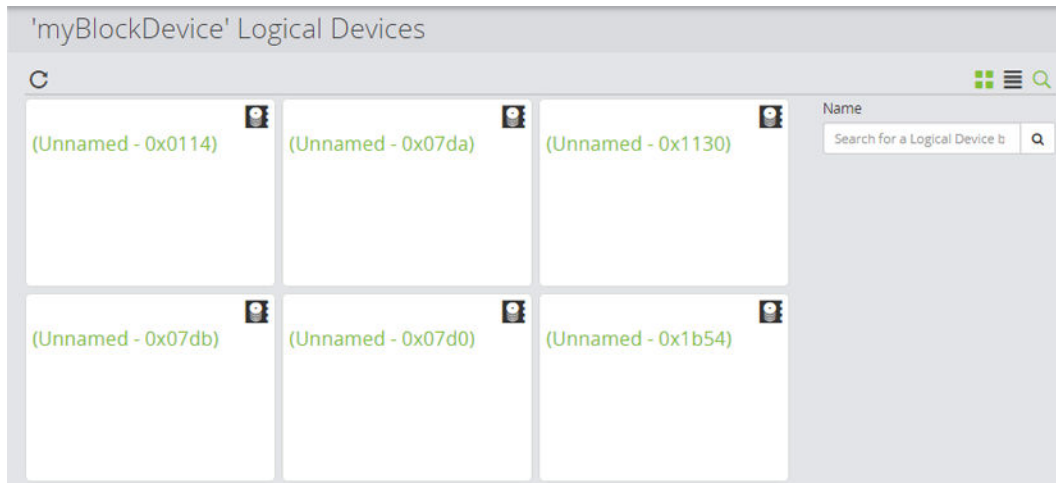 'myBlockDevice' Logical Devices
Name
Search for a Logical Device b
(Unnamed - 0x0114)
(Unnamed - 0x07da)
(Unnamed - 0x1130)
(Unnamed - 0x07db)
(Unnamed - 0x07d0)
(Unnamed - 0x1b54)